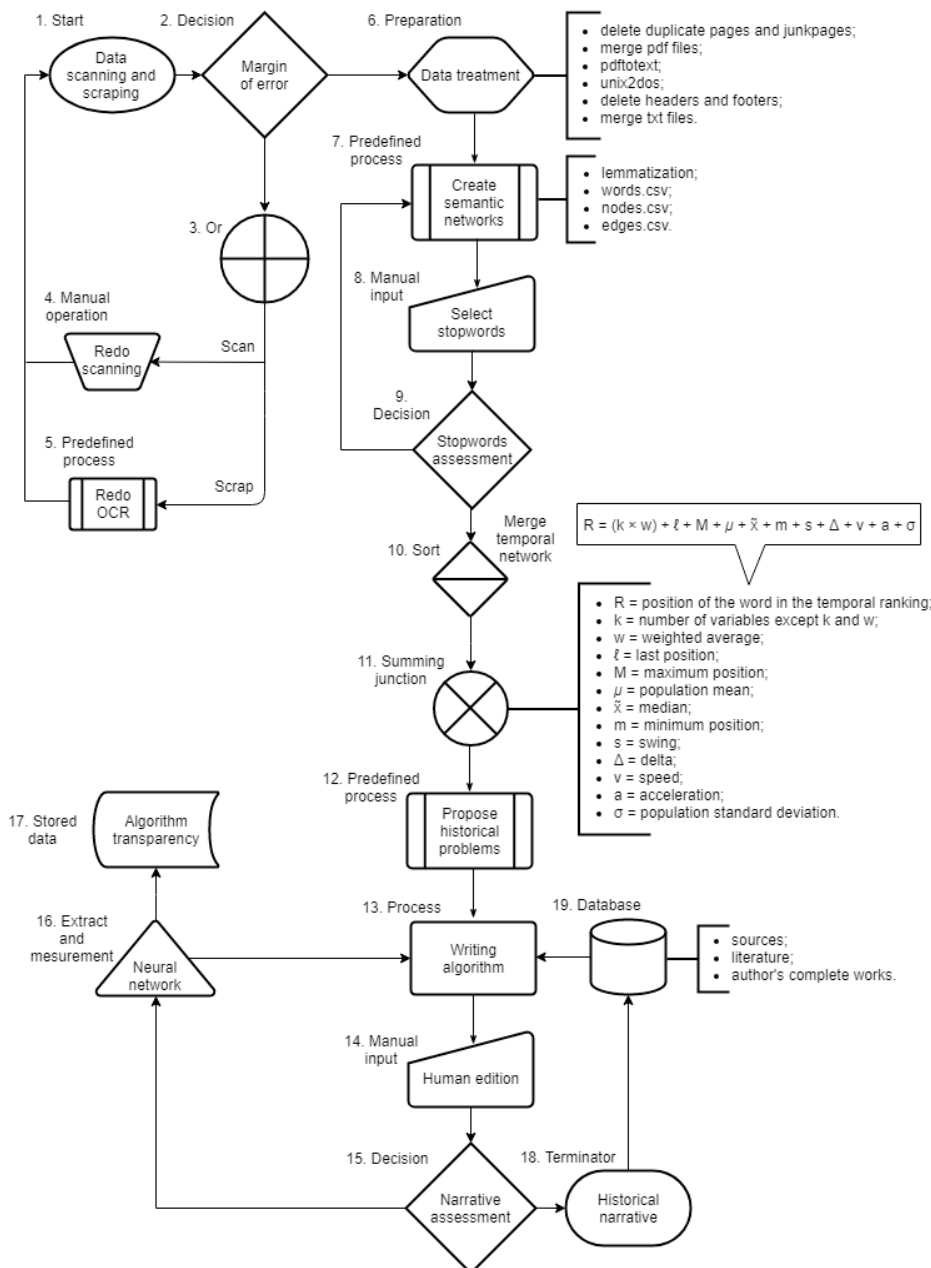 1. Start
Data
scanning and
scraping
2. Decision
Margin
of error
3. Or
4. Manual
operation
Redo
scanning
Scan
5. Predefined
process
Redo
OCR
Scrap
6. Preparation
Data treatment
• delete duplicate pages and junkpages;
• merge pdf files;
• pdftotext;
• unix2dos;
• delete headers and footers;
• merge txt files.
7. Predefined
process
Create
semantic
networks
• lemmatization;
• words.csv;
• nodes.csv;
• edges.csv.
8. Manual
input
Select
stopwords
9.
Decision
Stopwords
assessment
10. Sort
Merge
temporal
network
R = (k × w) + ℓ + M + μ + x̃ + m + s + Δ + v + a + σ
11. Summing
junction
• R = position of the word in the temporal ranking;
• k = number of variables except k and w;
• w = weighted average;
• ℓ = last position;
• M = maximum position;
• μ = population mean;
• x̃ = median;
• m = minimum position;
• s = swing;
• Δ = delta;
• v = speed;
• a = acceleration;
• σ = population standard deviation.
12. Predefined
process
Propose
historical
problems
13. Process
Writing
algorithm
14. Manual
input
Human edition
15. Decision
Narrative
assessment
16. Extract
and
mesurement
Neural
network
17. Stored
data
Algorithm
transparency
18. Terminator
Historical
narrative
19. Database
• sources;
• literature;
• author's complete works.